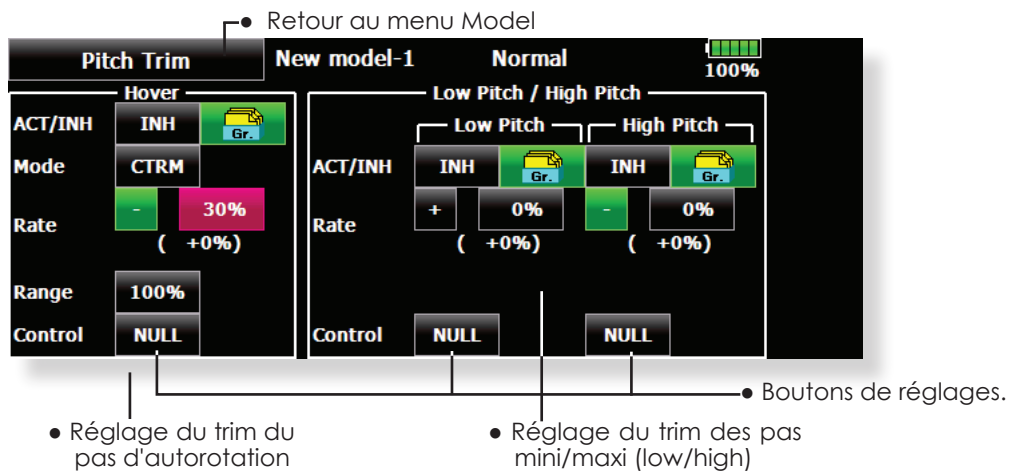 ● Retour au menu Model
Pitch Trim New model-1 Normal 100%
Hover Low Pitch / High Pitch
Low Pitch High Pitch
ACT/INH INH Gr. ACT/INH INH Gr. INH Gr.
Mode CTRM
Rate - 30% Rate + 0% - 0%
( +0%) ( +0%) ( +0%)
Range 100%
Control NULL Control NULL NULL
● Boutons de réglages.
● Réglage du trim du
pas d'autorotation
● Réglage du trim des pas
mini/maxi (low/high)